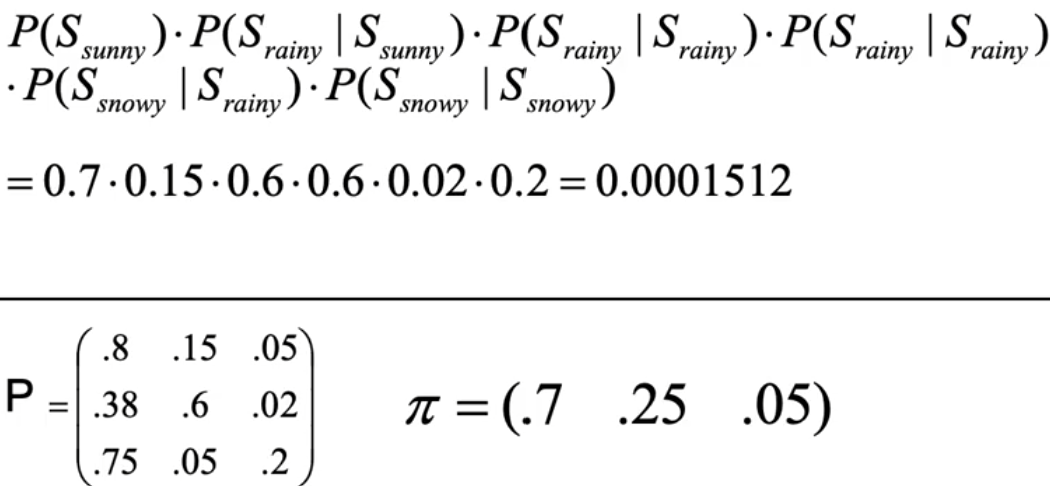 P(S_sunny)·P(S_rainy | S_sunny)·P(S_rainy | S_rainy)·P(S_rainy | S_rainy)
·P(S_snowy | S_rainy)·P(S_snowy | S_snowy)
= 0.7·0.15·0.6·0.6·0.02·0.2 = 0.0001512
P = (.8 .15 .05
.38 .6 .02
.75 .05 .2)
π = (.7 .25 .05)